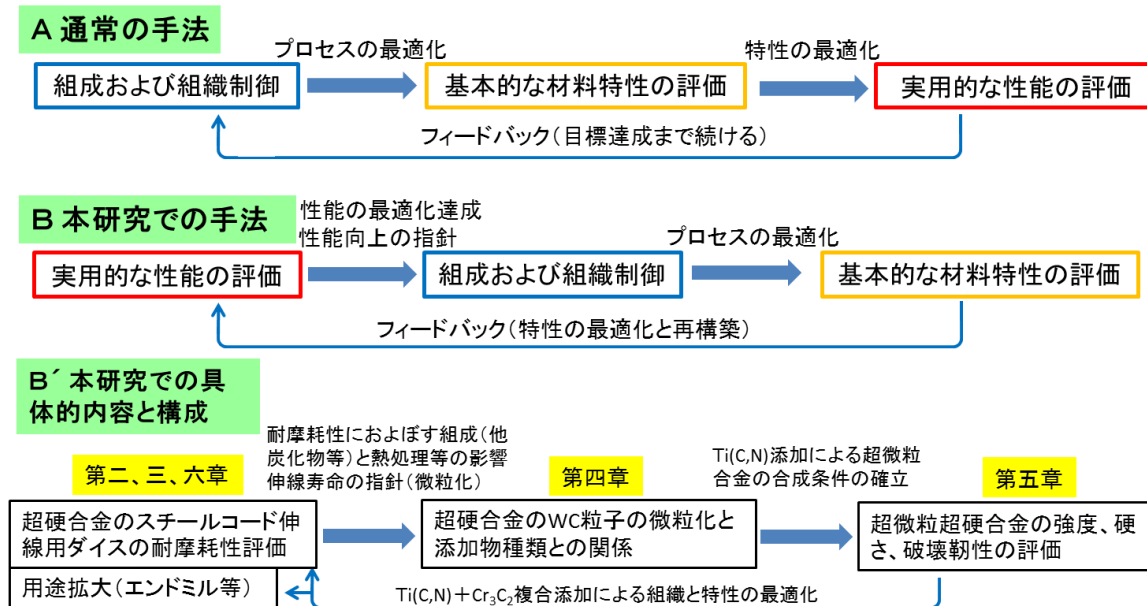 A 通常の手法
プロセスの最適化
特性の最適化
組成および組織制御
基本的な材料特性の評価
実用的な性能の評価
フィードバック(目標達成まで続ける)
B 本研究での手法
性能の最適化達成
性能向上の指針
プロセスの最適化
実用的な性能の評価
組成および組織制御
基本的な材料特性の評価
フィードバック(特性の最適化と再構築)
B´ 本研究での具
体的内容と構成
耐摩耗性におよぼす組成(他
炭化物等)と熱処理等の影響
伸線寿命の指針(微粒化)
Ti(C,N)添加による超微粒
合金の合成条件の確立
第二、三、六章
第四章
第五章
超硬合金のスチールコード伸
線用ダイスの耐摩耗性評価
超硬合金のWC粒子の微粒化と
添加物種類との関係
超微粒超硬合金の強度、硬
さ、破壊靭性の評価
用途拡大(エンドミル等)
Ti(C,N)+Cr₃C₂複合添加による組織と特性の最適化